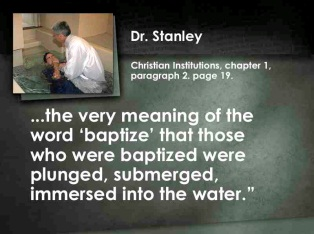 Dr. Stanley
Christian Institutions, chapter 1,
paragraph 2. page 19.
...the very meaning of the
word ‘baptize’ that those
who were baptized were
plunged, submerged,
immersed into the water.”